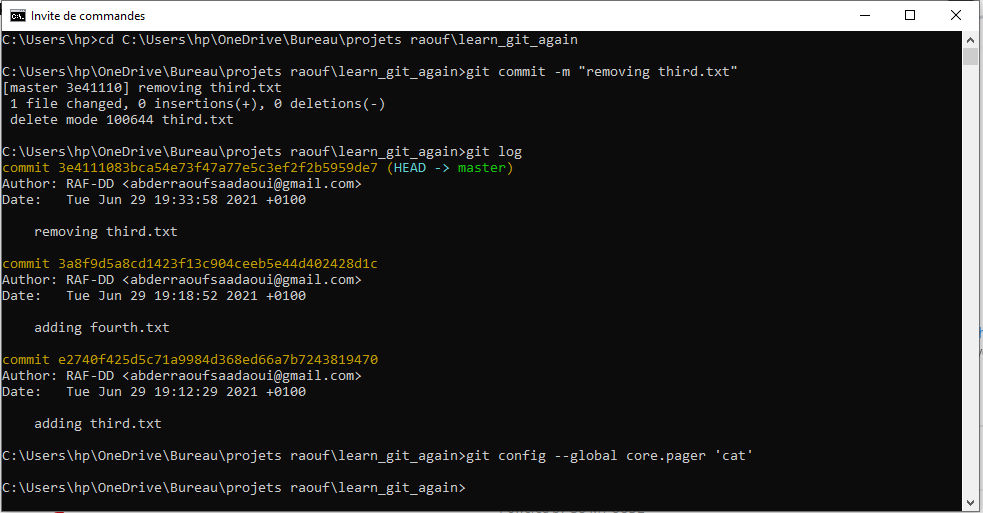 Invite de commandes
C:\Users\hp>cd C:\Users\hp\OneDrive\Bureau\projets raouf\learn_git_again
C:\Users\hp\OneDrive\Bureau\projets raouf\learn_git_again>git commit -m "removing third.txt"
[master 3e41110] removing third.txt
 1 file changed, 0 insertions(+), 0 deletions(-)
 delete mode 100644 third.txt
C:\Users\hp\OneDrive\Bureau\projets raouf\learn_git_again>git log
commit 3e4111083bca54e73f47a77e5c3ef2f2b5959de7 (HEAD -> master)
Author: RAF-DD <abderraoufsaadaoui@gmail.com>
Date:   Tue Jun 29 19:33:58 2021 +0100
    removing third.txt
commit 3a8f9d5a8cd1423f13c904ceeb5e44d402428d1c
Author: RAF-DD <abderraoufsaadaoui@gmail.com>
Date:   Tue Jun 29 19:18:52 2021 +0100
    adding fourth.txt
commit e2740f425d5c71a9984d368ed66a7b7243819470
Author: RAF-DD <abderraoufsaadaoui@gmail.com>
Date:   Tue Jun 29 19:12:29 2021 +0100
    adding third.txt
C:\Users\hp\OneDrive\Bureau\projets raouf\learn_git_again>git config --global core.pager 'cat'
C:\Users\hp\OneDrive\Bureau\projets raouf\learn_git_again>